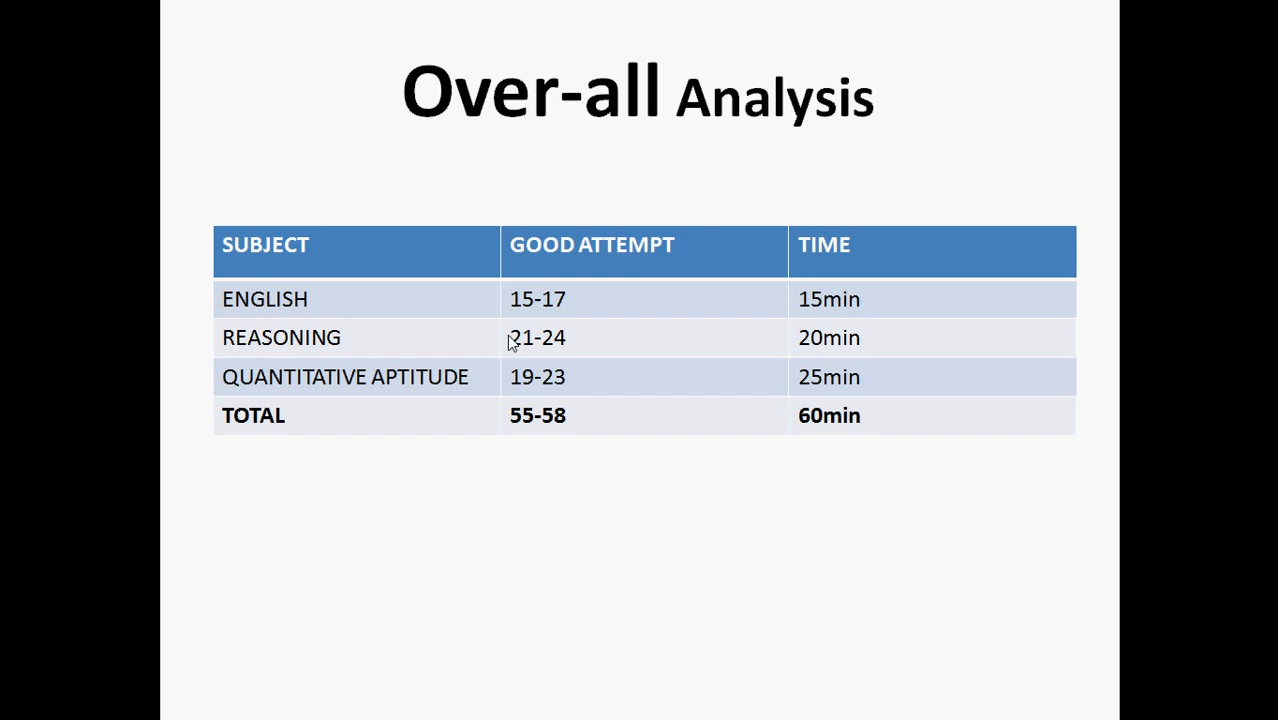 Over-all Analysis
SUBJECT GOOD ATTEMPT TIME
ENGLISH 15-17 15min
REASONING 21-24 20min
QUANTITATIVE APTITUDE 19-23 25min
TOTAL 55-58 60min